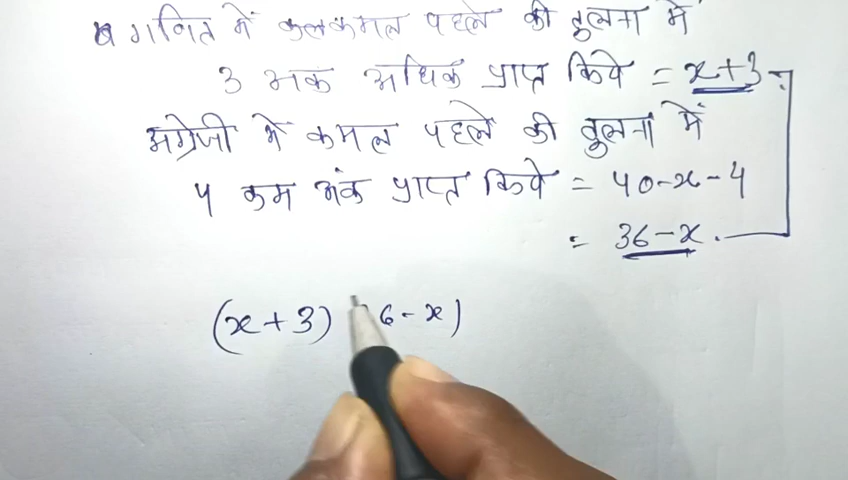 गणित में कमल पहले की तुलना में
3 अंक अधिक प्राप्त किये = x+3
अंग्रेजी में कमल पहले की तुलना में
4 कम अंक प्राप्त किये = 40-x-4
= 36-x.
(x+3) 6-x)